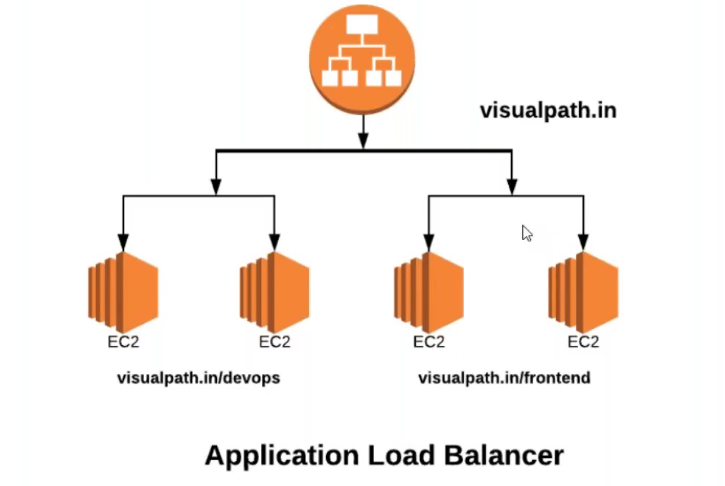 visualpath.in
EC2 EC2 EC2 EC2
visualpath.in/devops visualpath.in/frontend
Application Load Balancer